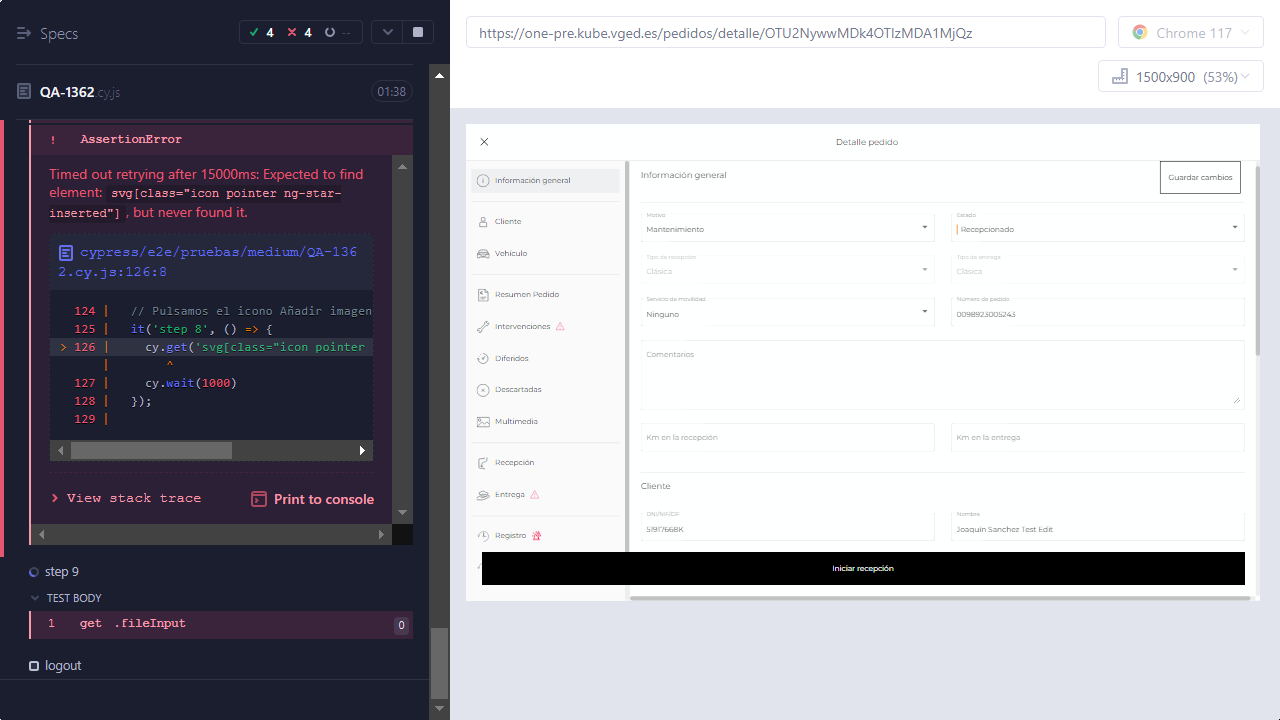 Specs
4 4 --
QA-1362.cy.js
01:38
! AssertionError
Timed out retrying after 15000ms: Expected to find
element: svg[class="icon pointer ng-star-
inserted"] , but never found it.
cypress/e2e/pruebas/medium/QA-136
2.cy.js:126:8
124 | // Pulsamos el icono Añadir imagen
125 | it('step 8', () => {
> 126 | cy.get('svg[class="icon pointer
| ^
127 | cy.wait(1000)
128 | });
129 |
> View stack trace
Print to console
step 9
TEST BODY
1 get .fileInput 0
logout
https://one-pre.kube.vged.es/pedidos/detalle/OTU2NywwMDk4OTIzMDA1MjQz
Chrome 117
1500x900 (53%)
Detalle pedido
Información general
Cliente
Vehículo
Resumen Pedido
Intervenciones
Diferidos
Descartadas
Multimedia
Recepción
Entrega
Registro
Información general
Guardar cambios
Motivo
Mantenimiento
Estado
Recepcionado
Tipo de recepción
Clásica
Tipo de entrega
Clásica
Servicio de movilidad
Ninguno
Número de pedido
0098923005243
Comentarios
Km en la recepción
Km en la entrega
Cliente
DNI/NIF/CIF
51917668K
Nombre
Joaquín Sanchez Test Edit
Iniciar recepción